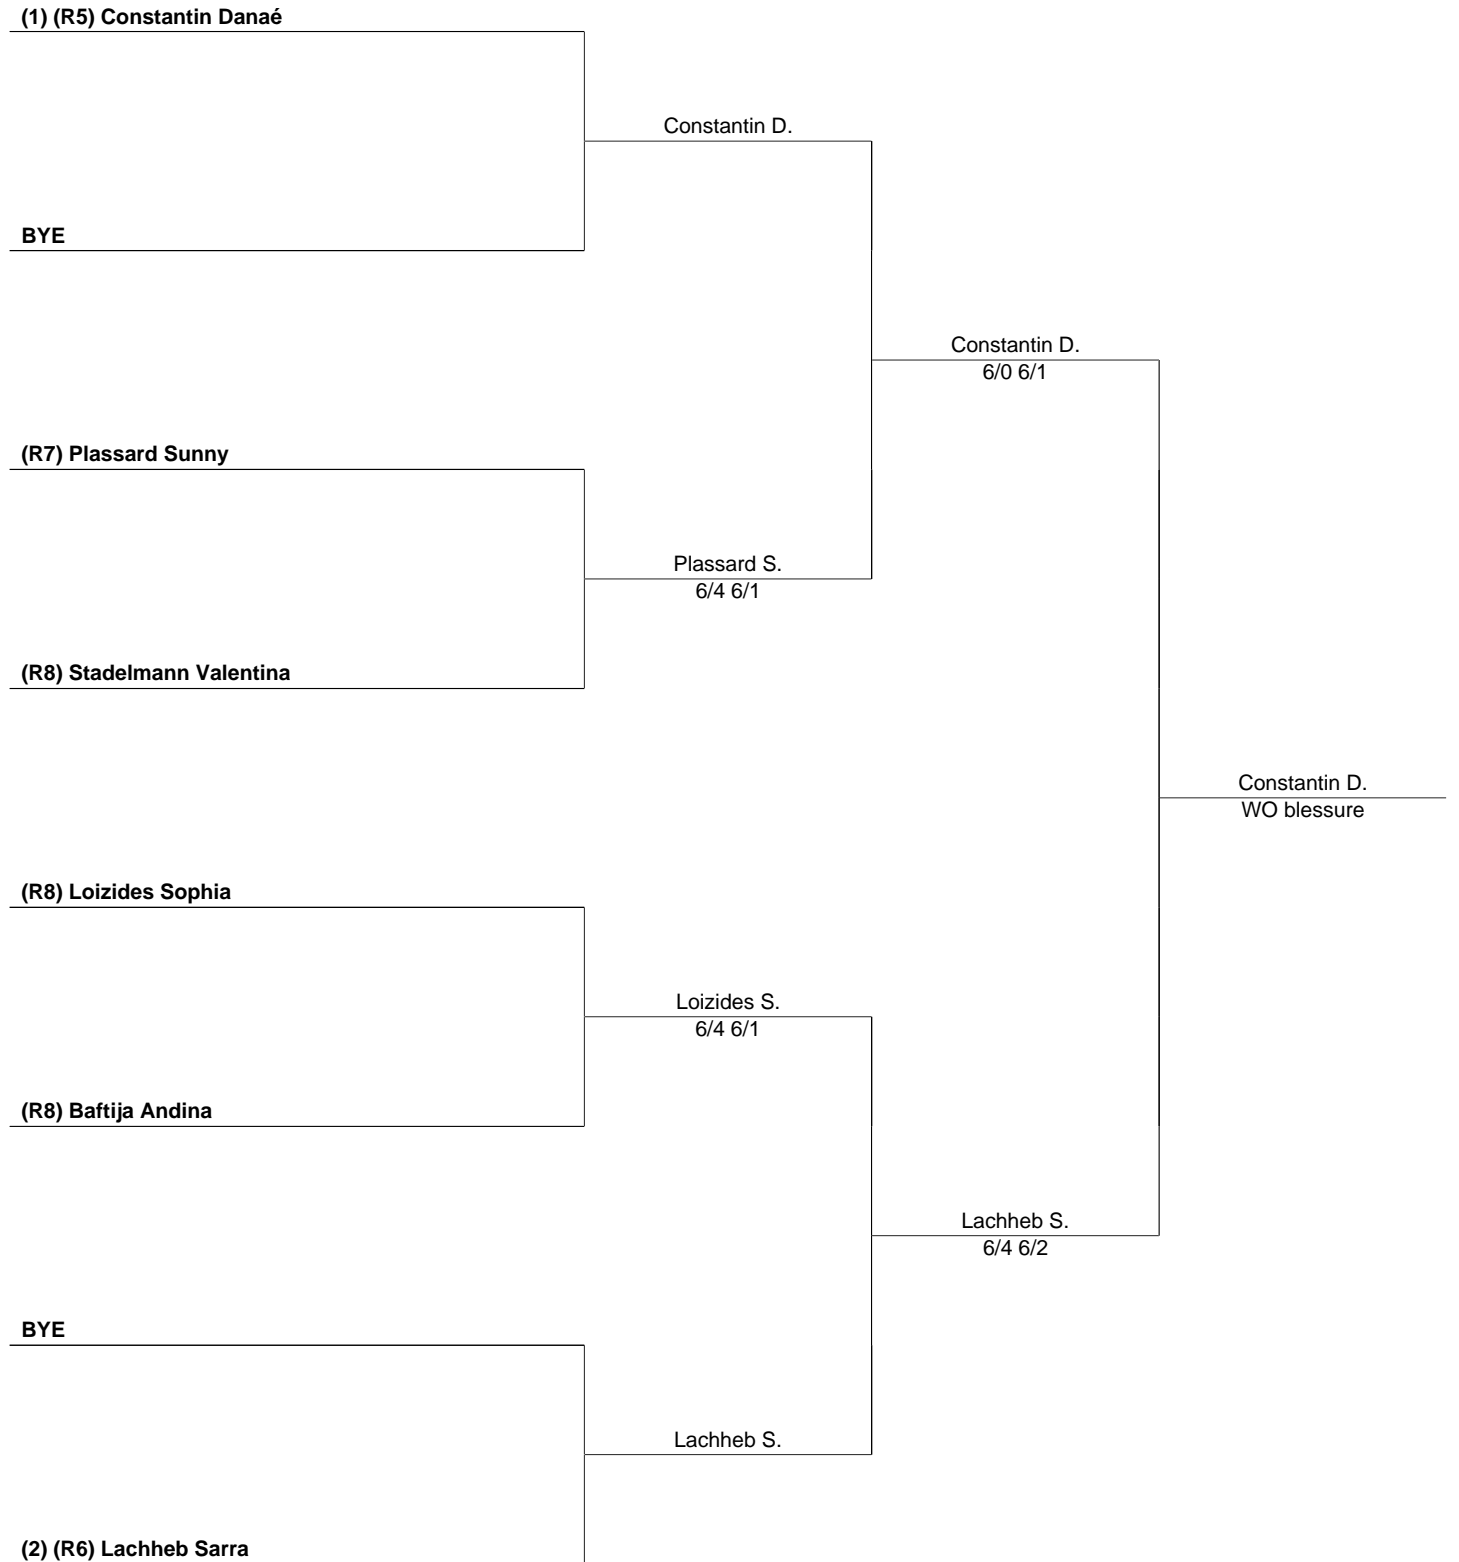 (1) (R5) Constantin Danaé
Constantin D.
BYE
Constantin D.
6/0 6/1
(R7) Plassard Sunny
Plassard S.
6/4 6/1
(R8) Stadelmann Valentina
Constantin D.
WO blessure
(R8) Loizides Sophia
Loizides S.
6/4 6/1
(R8) Baftija Andina
Lachheb S.
6/4 6/2
BYE
Lachheb S.
(2) (R6) Lachheb Sarra